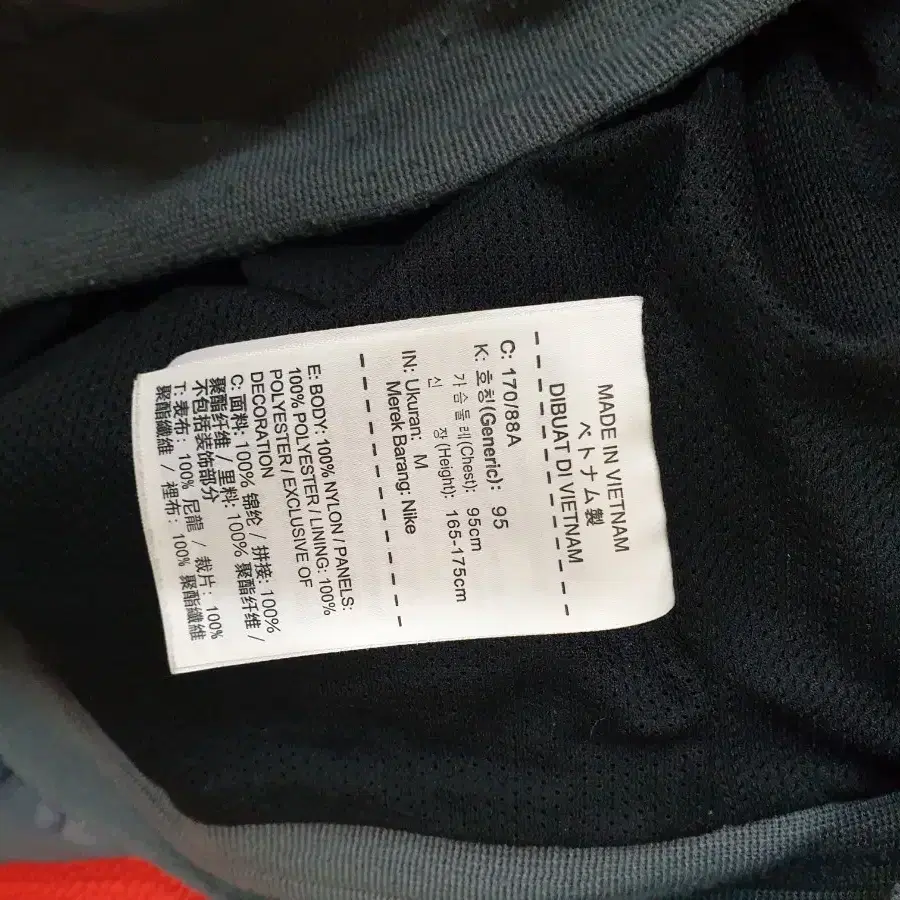 MADE IN VIETNAM
ベトナム製
DIBUAT DI VIETNAM
C: 170/88A
K: 호칭(Generic): 95
가슴둘레(Chest): 95cm
신 장(Height): 165-175cm
IN: Ukuran: M
Merek Barang: Nike
E: BODY: 100% NYLON / PANELS:
100% POLYESTER / LINING: 100%
POLYESTER / EXCLUSIVE OF
DECORATION
C: 面料: 100% 锦纶 / 拼接: 100%
聚酯纤维 / 里料: 100% 聚酯纤维 /
不包括装饰部分
T: 表布: 100% 尼龍 / 裁片: 100%
聚酯纖維 / 裡布: 100% 聚酯纖維